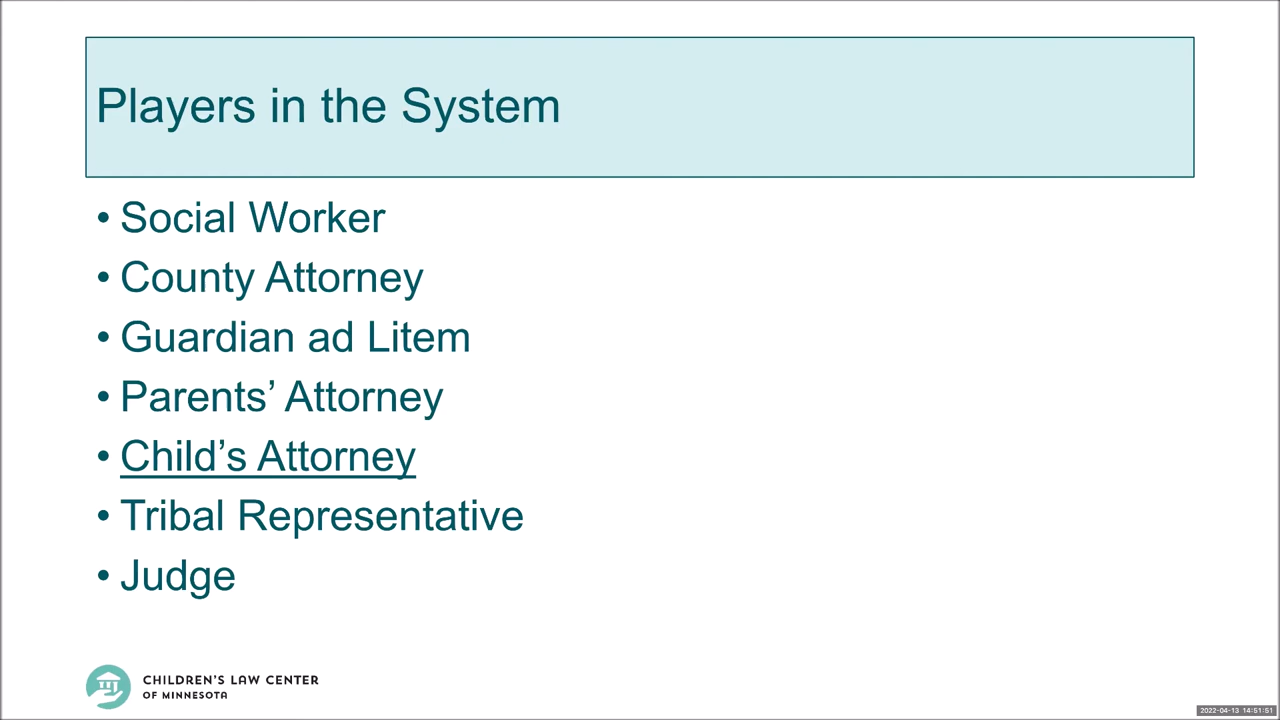 Players in the System
• Social Worker
• County Attorney
• Guardian ad Litem
• Parents’ Attorney
• Child’s Attorney
• Tribal Representative
• Judge
CHILDREN’S LAW CENTER
OF MINNESOTA
2022-04-13 14:51:51